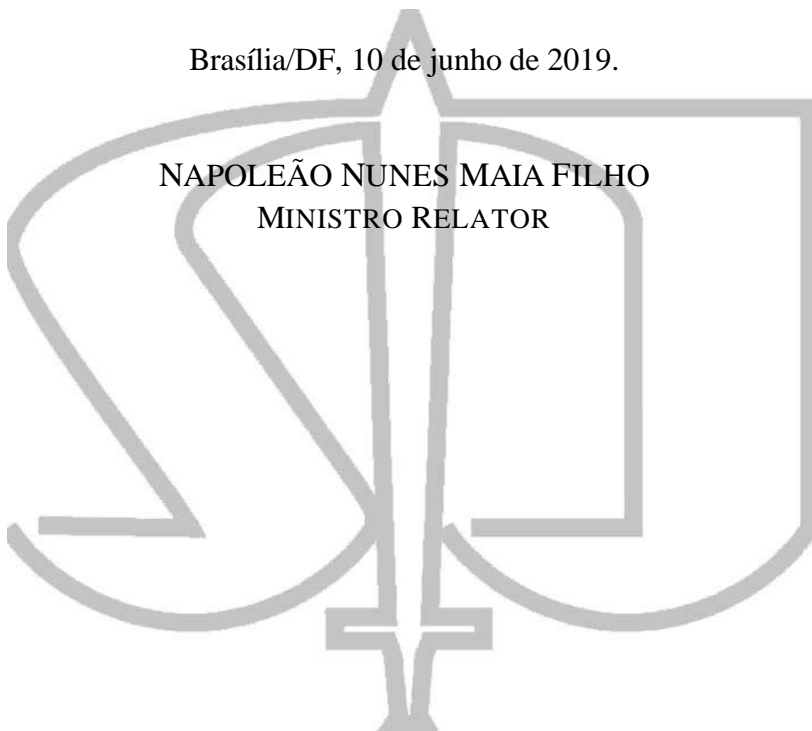 Brasília/DF, 10 de junho de 2019.
NAPOLEÃO NUNES MAIA FILHO
MINISTRO RELATOR